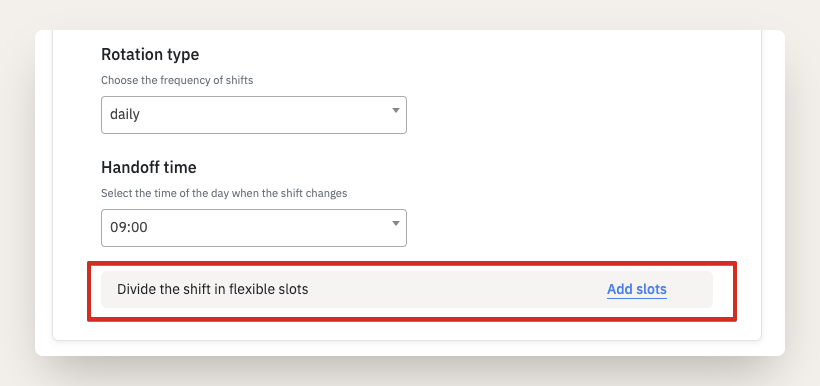 Rotation type
Choose the frequency of shifts
daily
Handoff time
Select the time of the day when the shift changes
09:00
Divide the shift in flexible slots Add slots